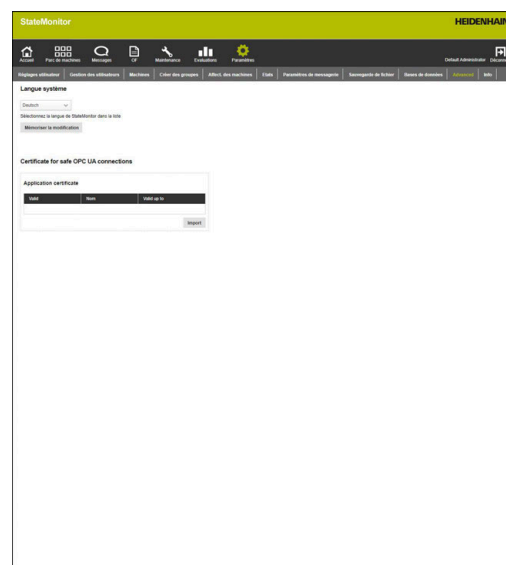 StateMonitor
HEIDENHAIN
Accueil Parc de machines Messages OF Maintenance Evaluations Paramètres Default Administrator
Réglages utilisateur Gestion des utilisateurs Machines Créer des groupes Affect. des machines Etats Paramètres de messagerie Sauvegarde de fichier Bases de données Info
Langue système
Deutsch
Sélectionnez la langue de StateMonitor dans la liste
Mémoriser la modification
Certificate for safe OPC UA connections
Application certificate
Valid Nom Valid up to
Import